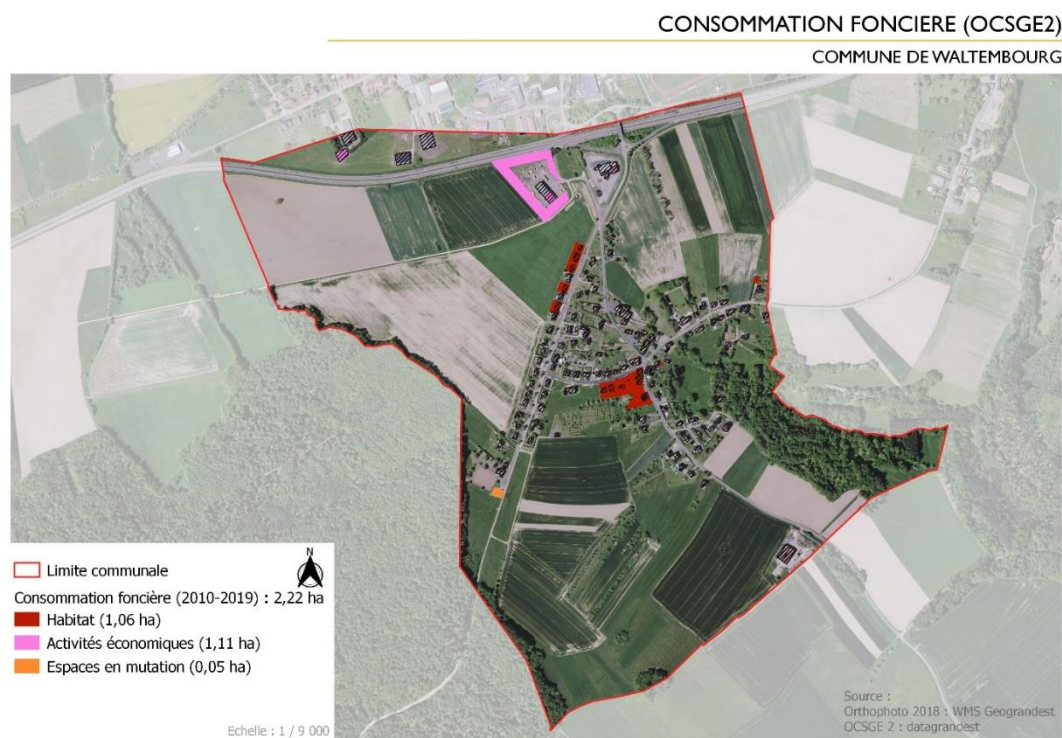 CONSOMMATION FONCIERE (OCSGE2)
COMMUNE DE WALTEMBOURG
N
Limite communale
Consommation foncière (2010-2019) : 2,22 ha
Habitat (1,06 ha)
Activités économiques (1,11 ha)
Espaces en mutation (0,05 ha)
Echelle : 1 / 9 000
Source :
Orthophoto 2018 : WMS Geograndest
OCSGE 2 : datagrandest